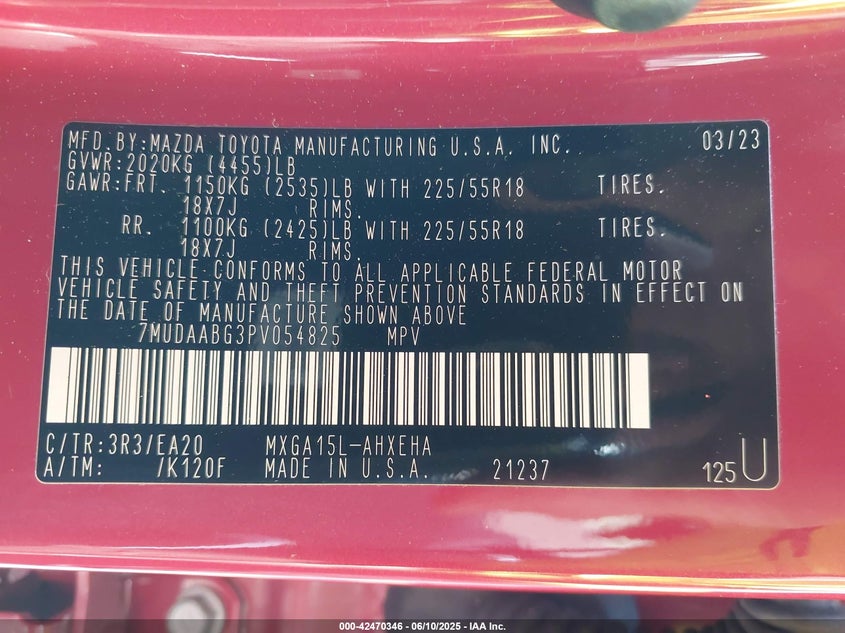 MFD.BY:MAZDA TOYOTA MANUFACTURING U.S.A. INC. 03/23
GVWR:2020KG (4455)LB
GAWR:FRT. 1150KG (2535)LB WITH 225/55R18 TIRES.
18X7J RIMS.
RR. 1100KG (2425)LB WITH 225/55R18 TIRES.
18X7J RIMS.
THIS VEHICLE CONFORMS TO ALL APPLICABLE FEDERAL MOTOR
VEHICLE SAFETY AND THEFT PREVENTION STANDARDS IN EFFECT ON
THE DATE OF MANUFACTURE SHOWN ABOVE
7MUDAABG3PV054825 MPV
C/TR:3R3/EA20 MXGA15L-AHXEHA
A/TM: /K120F MADE IN U.S.A. 21237 125U
000-42470346 - 06/10/2025 - IAA Inc.